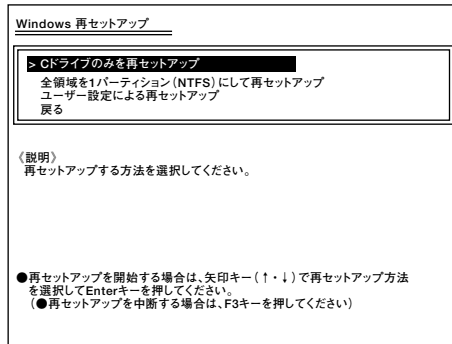 Windows 再セットアップ
> Cドライブのみを再セットアップ
全領域を1パーティション（NTFS）にして再セットアップ
ユーザー設定による再セットアップ
戻る
《説明》
再セットアップする方法を選択してください。
●再セットアップを開始する場合は、矢印キー（↑・↓）で再セットアップ方法
を選択してEnterキーを押してください。
（●再セットアップを中断する場合は、F3キーを押してください）